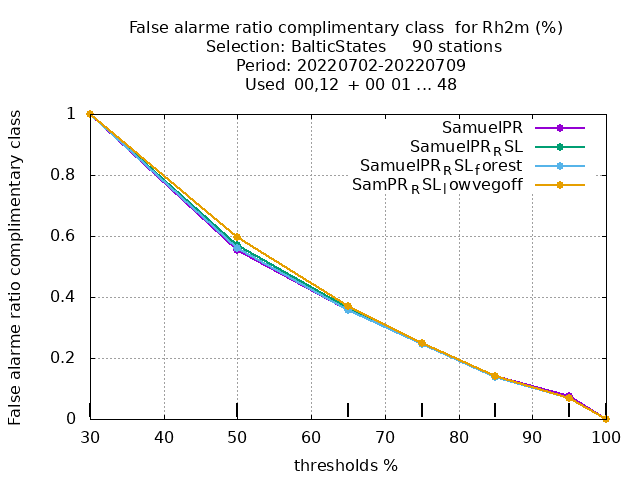 False alarme ratio complimentary class  for Rh2m (%)
Selection: BalticStates     90 stations
Period: 20220702-20220709
Used  00,12  + 00 01 ... 48
False alarme ratio complimentary class
1
0.8
0.6
0.4
0.2
0
SamuelPR
SamuelPR_RSL
SamuelPR_RSL_forest
SamPR_RSL_lowvegoff
30 40 50 60 70 80 90 100
thresholds %